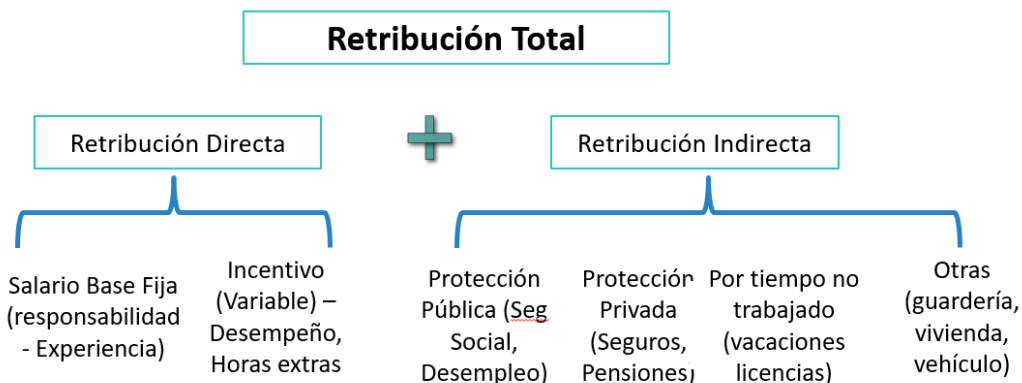 Retribución Total
Retribución Directa
Retribución Indirecta
Salario Base Fija
(responsabilidad
- Experiencia)
Incentivo
(Variable) –
Desempeño,
Horas extras
Protección
Pública (Seg
Social,
Desempleo)
Protección
Privada
(Seguros,
Pensiones)
Por tiempo no
trabajado
(vacaciones
licencias)
Otras
(guardería,
vivienda,
vehículo)